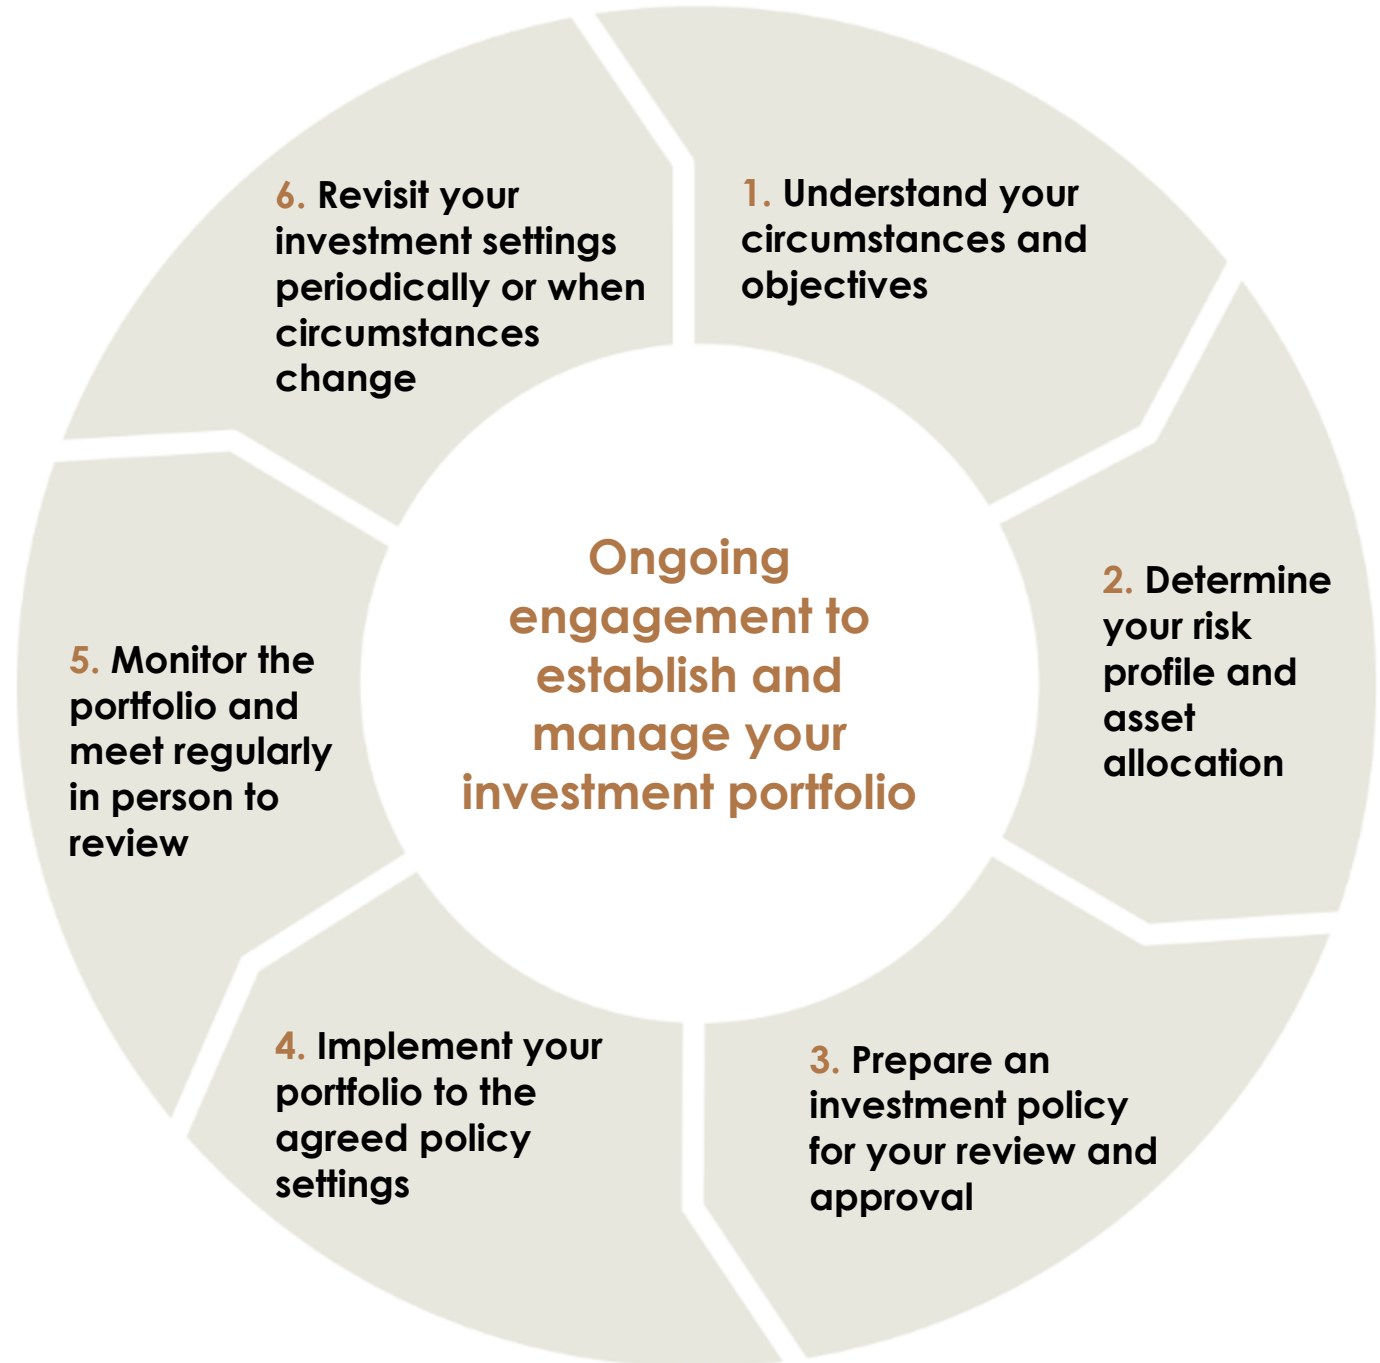 1. Understand your
circumstances and
objectives
2. Determine
your risk
profile and
asset
allocation
3. Prepare an
investment policy
for your review and
approval
4. Implement your
portfolio to the
agreed policy
settings
5. Monitor the
portfolio and
meet regularly
in person to
review
6. Revisit your
investment settings
periodically or when
circumstances
change
Ongoing
engagement to
establish and
manage your
investment portfolio